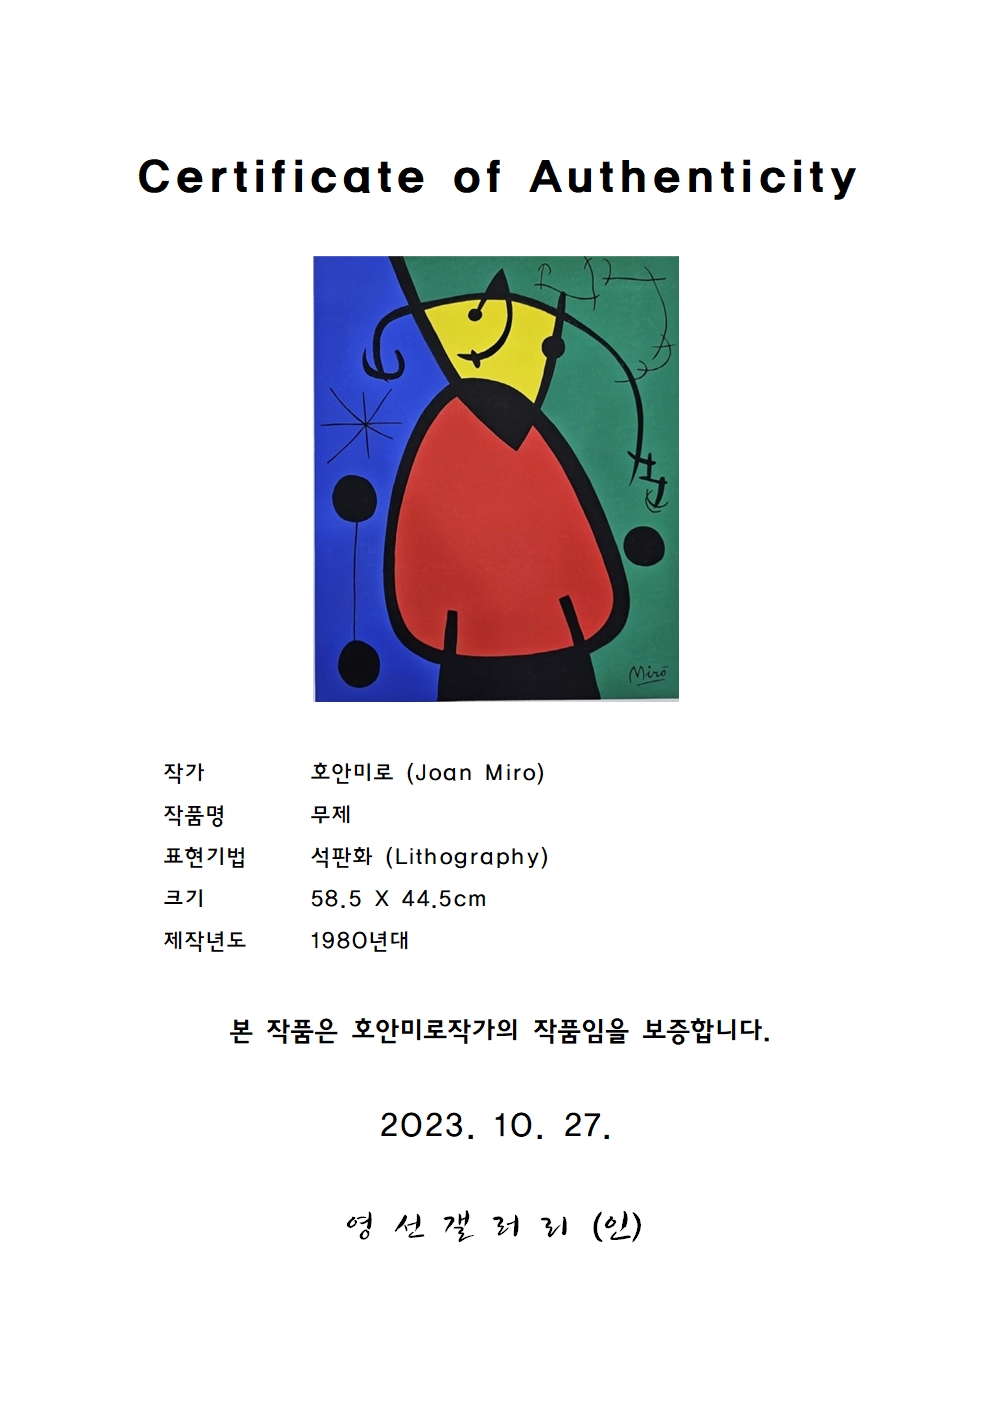 Certificate of Authenticity
Miró
작가 호안미로 (Joan Miro)
작품명 무제
표현기법 석판화 (Lithography)
크기 58.5 X 44.5cm
제작년도 1980년대
본 작품은 호안미로작가의 작품임을 보증합니다.
2023. 10. 27.
영선갤러리 (인)